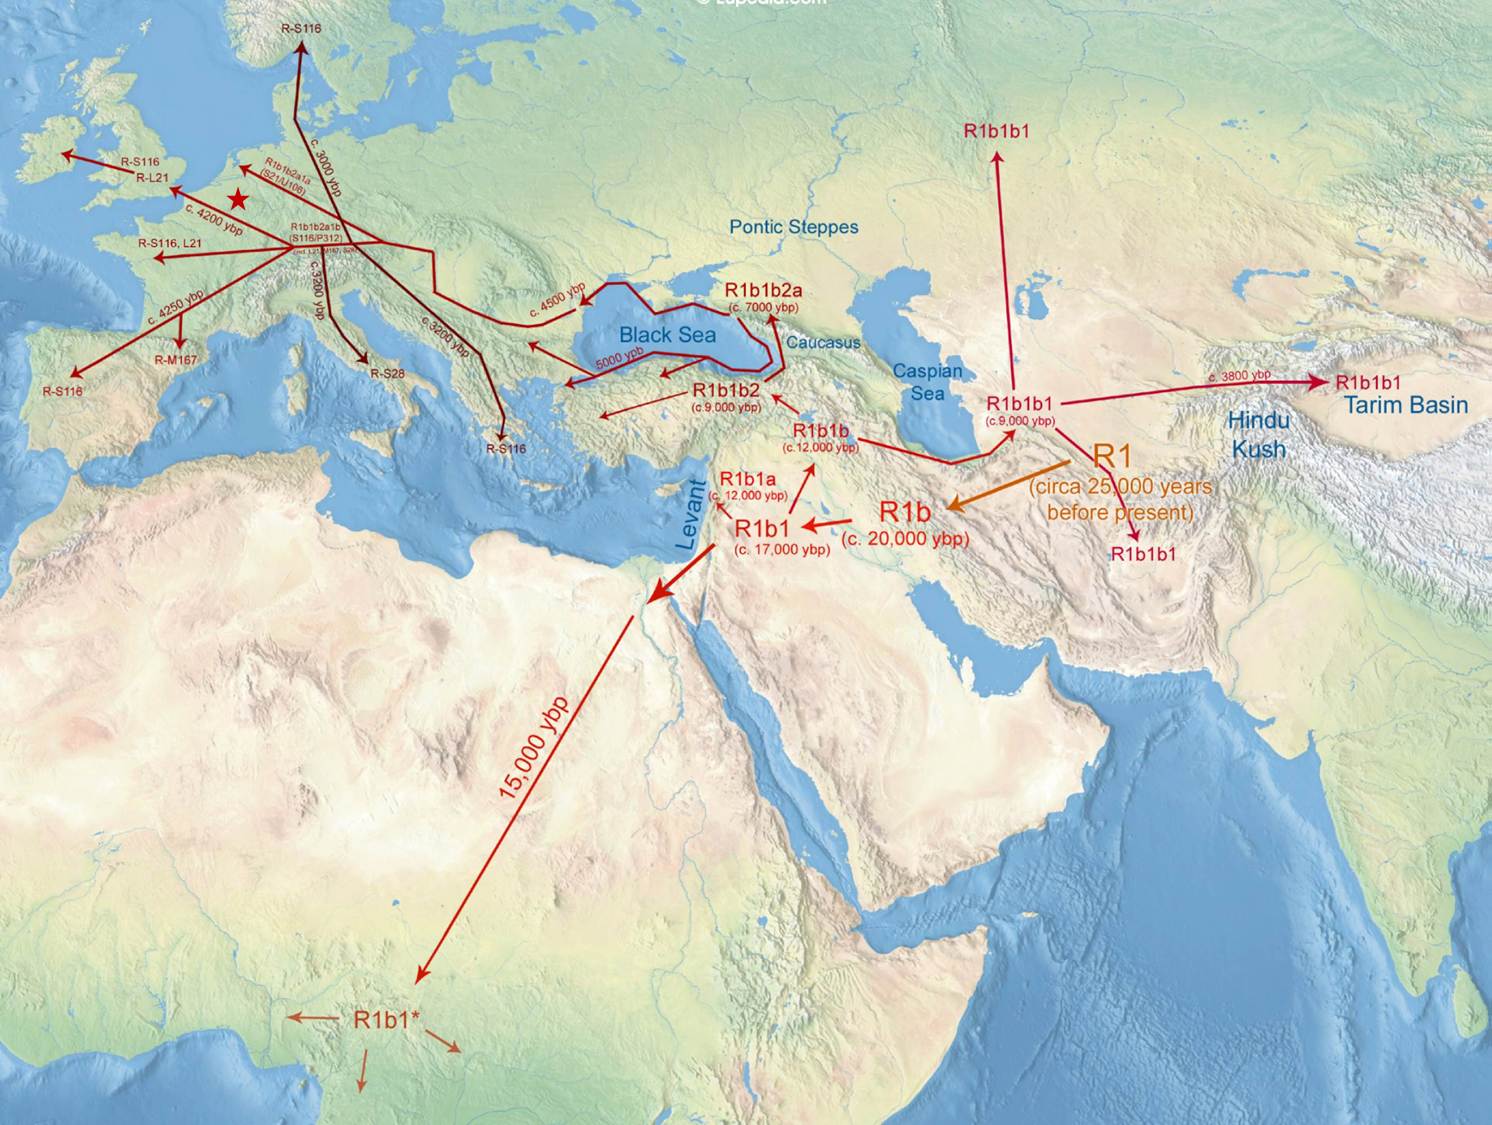 © Eupedia.com
R-S116
R1b1b1
R-S116
R-L21
c. 3000 ybp
R1b1b2a1a
(S21/U106)
c. 4200 ybp
Pontic Steppes
R1b1b2a1b
(S116/P312)
R-S116, L21
c. 4250 ybp
c.3200 ybp
c. 4500 ybp
R1b1b2a
(c. 7000 ybp)
Black Sea
Caucasus
c.3200 ybp
5000 ypb
R-M167
R-S28
R-S116
Caspian
Sea
R1b1b2
(c.9,000 ybp)
R1b1b1
(c.9,000 ybp)
c. 3800 ybp
R1b1b1
Tarim Basin
Hindu
Kush
R1b1b
(c.12,000 ybp)
R-S116
R1
(circa 25,000 years
before present)
R1b1a
(c. 12,000 ybp)
Levant
R1b1
(c. 17,000 ybp)
R1b
(c. 20,000 ybp)
R1b1b1
15,000 ybp
R1b1*